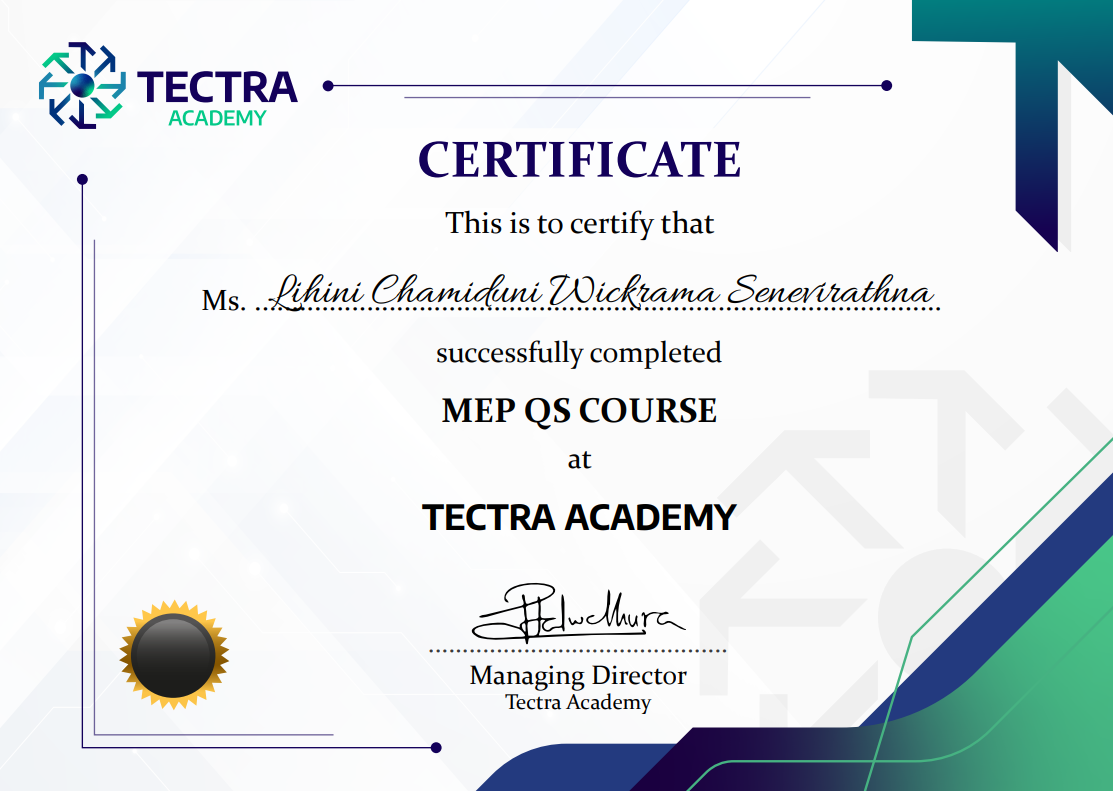 TECTRA
ACADEMY
CERTIFICATE
This is to certify that
Ms. Lihini Chamiduni Wickrama Senevirathna
successfully completed
MEP QS COURSE
at
TECTRA ACADEMY
Managing Director
Tectra Academy